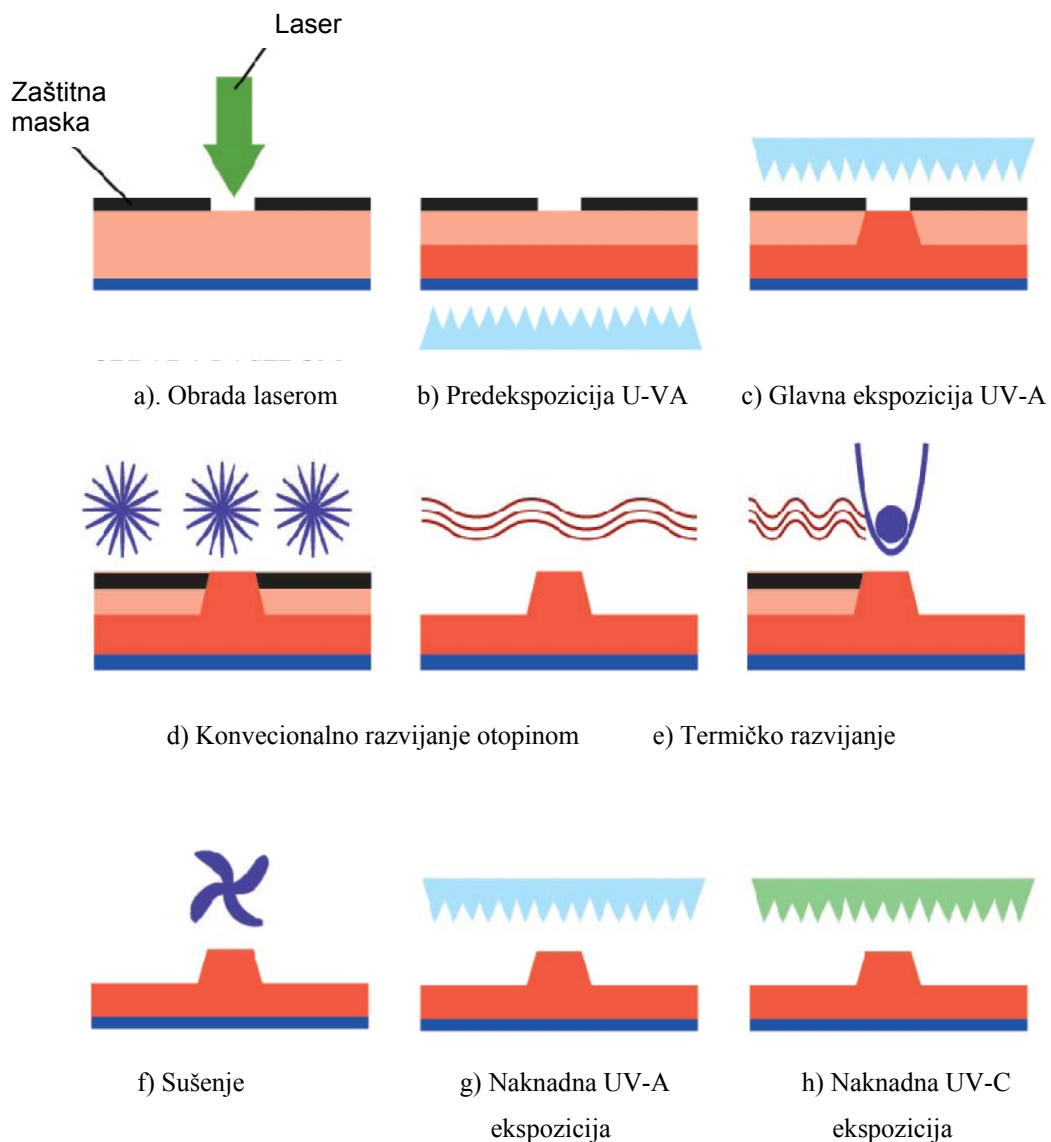 Laser
Zaštitna
maska
a). Obrada laserom
b) Predekspozicija U-VA
c) Glavna ekspozicija UV-A
d) Konvecionalno razvijanje otopinom
e) Termičko razvijanje
f) Sušenje
g) Naknadna UV-A
ekspozicija
h) Naknadna UV-C
ekspozicija